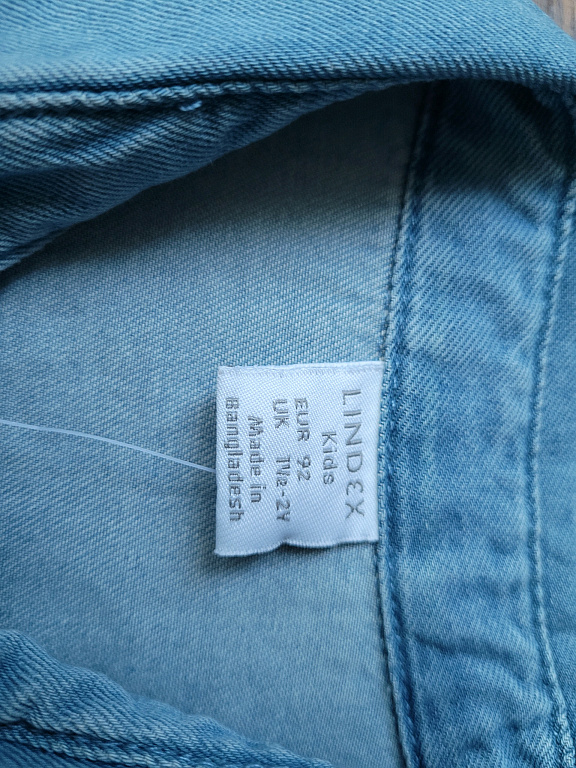 LINDEX
Kids
EUR 92
UK 1½-2Y
Made in
Bangladesh